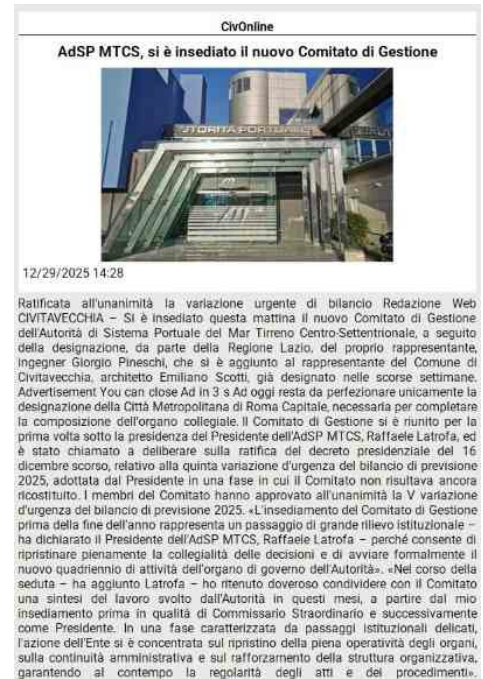 CivOnline
AdSP MTCS, si è insediato il nuovo Comitato di Gestione
AUTORITA PORTUALE
12/29/2025 14:28
Ratificata all'unanimità la variazione urgente di bilancio Redazione Web
CIVITAVECCHIA – Si è insediato questa mattina il nuovo Comitato di Gestione
dell'Autorità di Sistema Portuale del Mar Tirreno Centro-Settentrionale, a seguito
della designazione, da parte della Regione Lazio, del proprio rappresentante,
ingegner Giorgio Pineschi, che si è aggiunto al rappresentante del Comune di
Civitavecchia, architetto Emiliano Scotti, già designato nelle scorse settimane.
Advertisement You can close Ad in 3 s Ad oggi resta da perfezionare unicamente la
designazione della Città Metropolitana di Roma Capitale, necessaria per completare
la composizione dell'organo collegiale. Il Comitato di Gestione si è riunito per la
prima volta sotto la presidenza del Presidente dell'AdSP MTCS, Raffaele Latrofa, ed
è stato chiamato a deliberare sulla ratifica del decreto presidenziale del 16
dicembre scorso, relativo alla quinta variazione d'urgenza del bilancio di previsione
2025, adottata dal Presidente in una fase in cui il Comitato non risultava ancora
ricostituito. I membri del Comitato hanno approvato all'unanimità la V variazione
d'urgenza del bilancio di previsione 2025. «L'insediamento del Comitato di Gestione
prima della fine dell'anno rappresenta un passaggio di grande rilievo istituzionale –
ha dichiarato il Presidente dell'AdSP MTCS, Raffaele Latrofa – perché consente di
ripristinare pienamente la collegialità delle decisioni e di avviare formalmente il
nuovo quadriennio di attività dell'organo di governo dell'Autorità». «Nel corso della
seduta – ha aggiunto Latrofa – ho ritenuto doveroso condividere con il Comitato
una sintesi del lavoro svolto dall'Autorità in questi mesi, a partire dal mio
insediamento prima in qualità di Commissario Straordinario e successivamente
come Presidente. In una fase caratterizzata da passaggi istituzionali delicati,
l'azione dell'Ente si è concentrata sul ripristino della piena operatività degli organi,
sulla continuità amministrativa e sul rafforzamento della struttura organizzativa,
garantendo al contempo la regolarità degli atti e dei procedimenti».